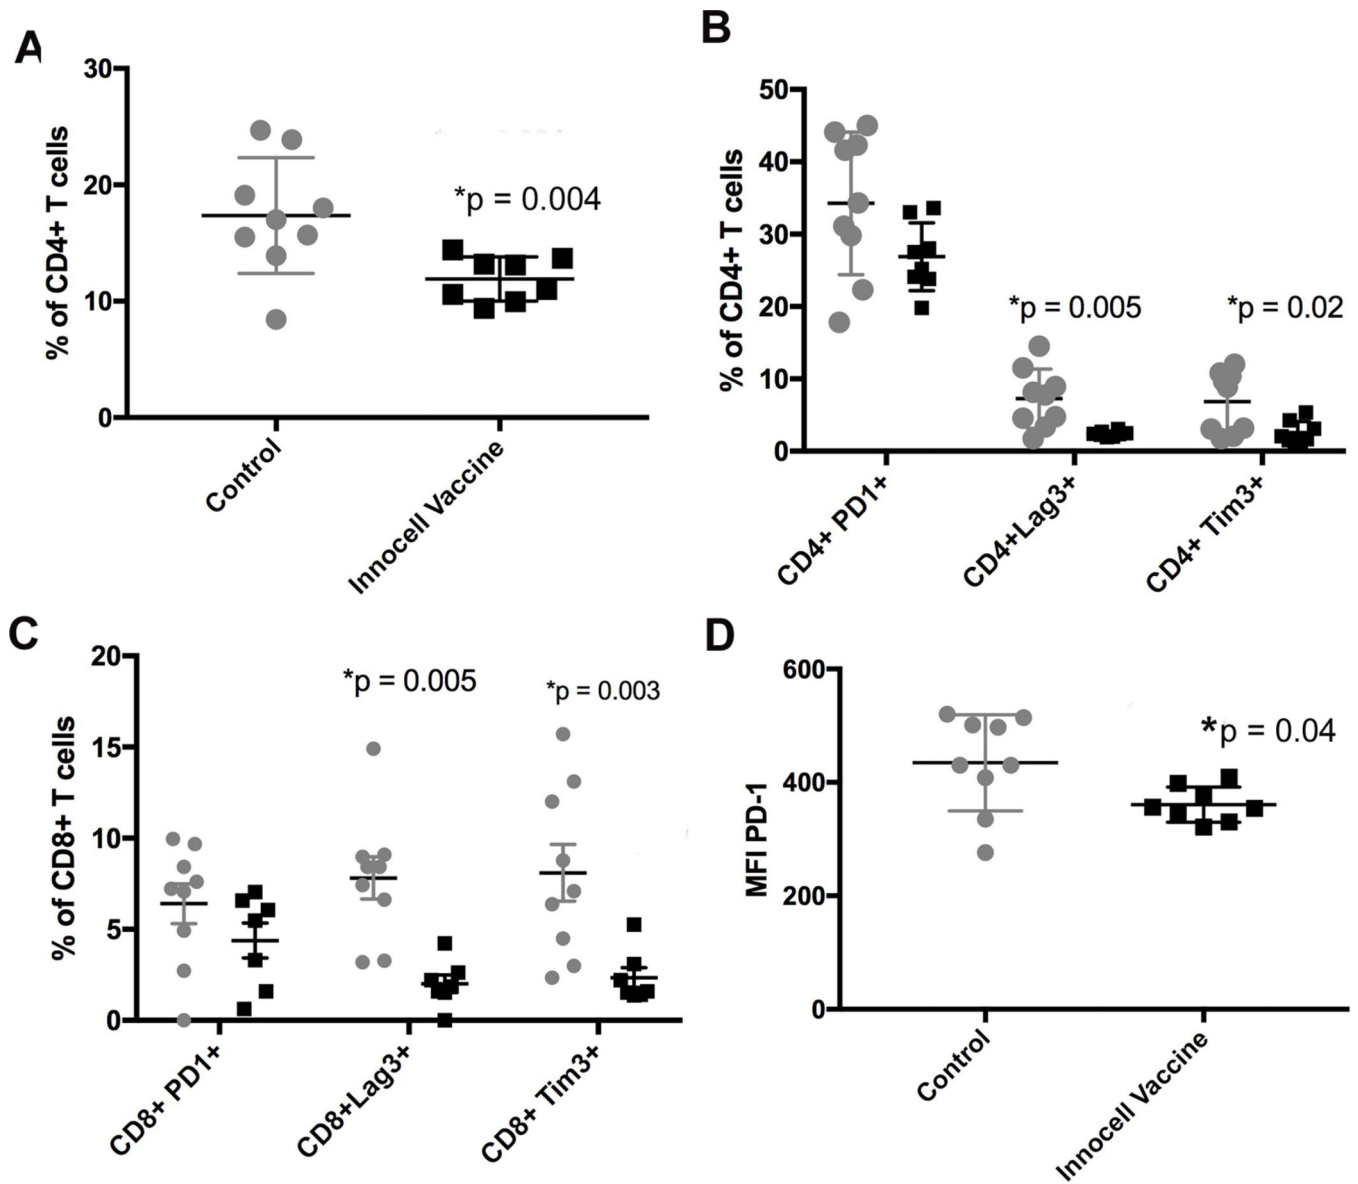 A
30
20
10
0
% of CD4+ T cells
*p = 0.004
Control
Innocell Vaccine
B
50
40
30
20
10
0
% of CD4+ T cells
*p = 0.005
*p = 0.02
CD4+ PD1+
CD4+Lag3+
CD4+ Tim3+
C
20
15
10
5
0
% of CD8+ T cells
*p = 0.005
*p = 0.003
CD8+ PD1+
CD8+Lag3+
CD8+ Tim3+
D
600
400
200
0
MFI PD-1
*p = 0.04
Control
Innocell Vaccine